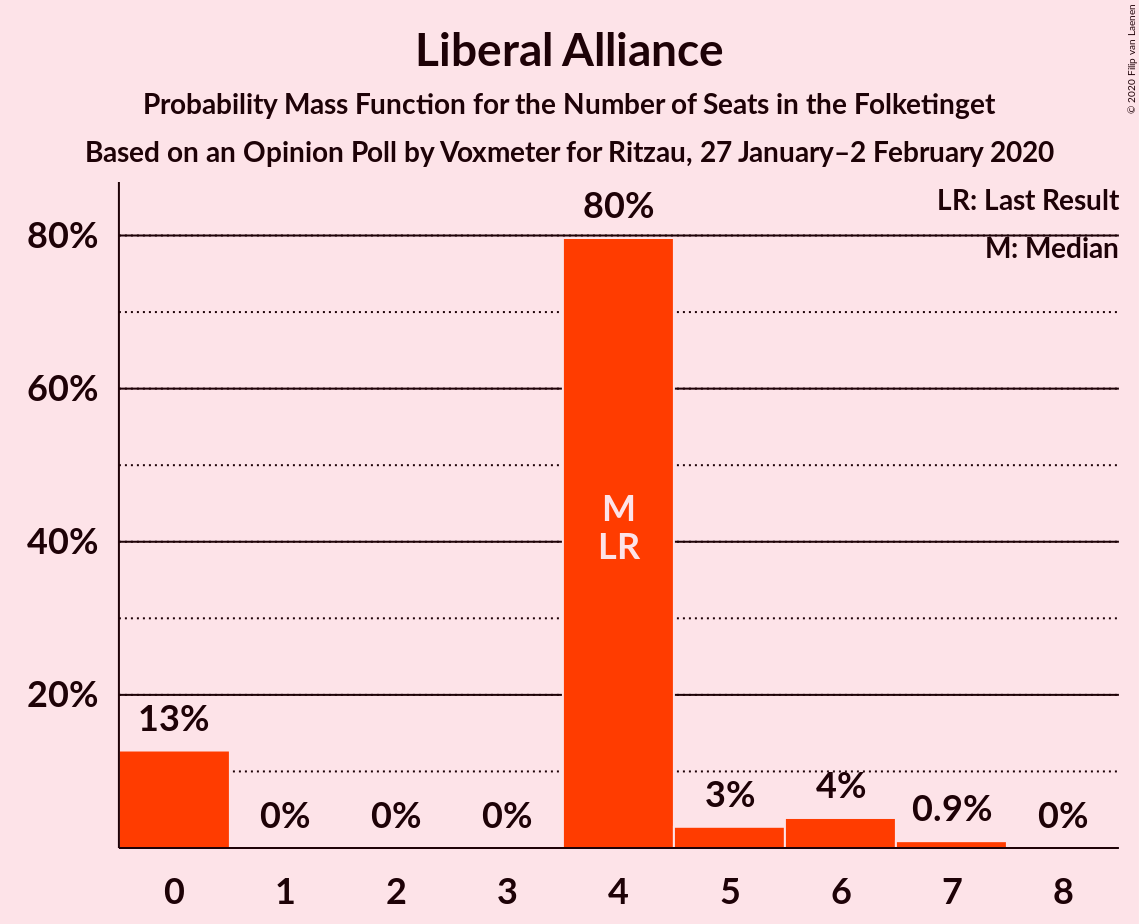 Liberal Alliance
Probability Mass Function for the Number of Seats in the Folketinget
Based on an Opinion Poll by Voxmeter for Ritzau, 27 January–2 February 2020
© 2020 Filip van Laenen
LR: Last Result
M: Median
80%
60%
40%
20%
13%
0%
0%
0%
80%
M
LR
3%
4%
0.9%
0%
0 1 2 3 4 5 6 7 8